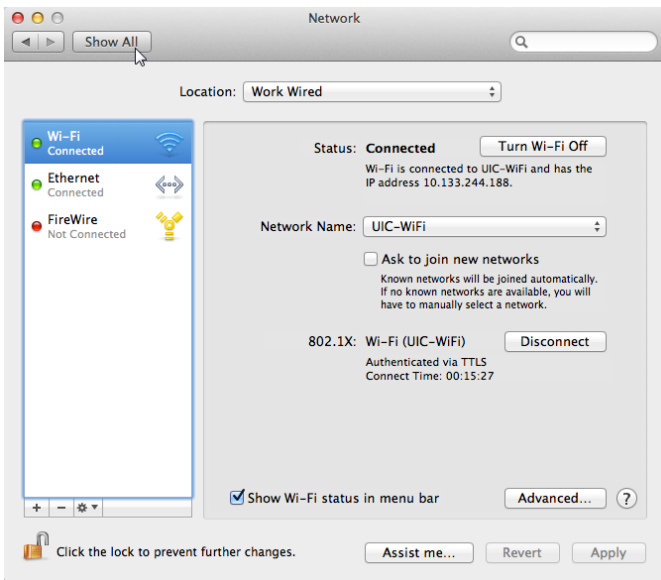 Network
Show All
Location: Work Wired
Wi-Fi
Connected
Ethernet
Connected
FireWire
Not Connected
Status: Connected
Turn Wi-Fi Off
Wi-Fi is connected to UIC-WiFi and has the
IP address 10.133.244.188.
Network Name: UIC-WiFi
Ask to join new networks
Known networks will be joined automatically.
If no known networks are available, you will
have to manually select a network.
802.1X: Wi-Fi (UIC-WiFi)
Disconnect
Authenticated via TTLS
Connect Time: 00:15:27
Show Wi-Fi status in menu bar
Advanced...
?
Click the lock to prevent further changes.
Assist me...
Revert
Apply